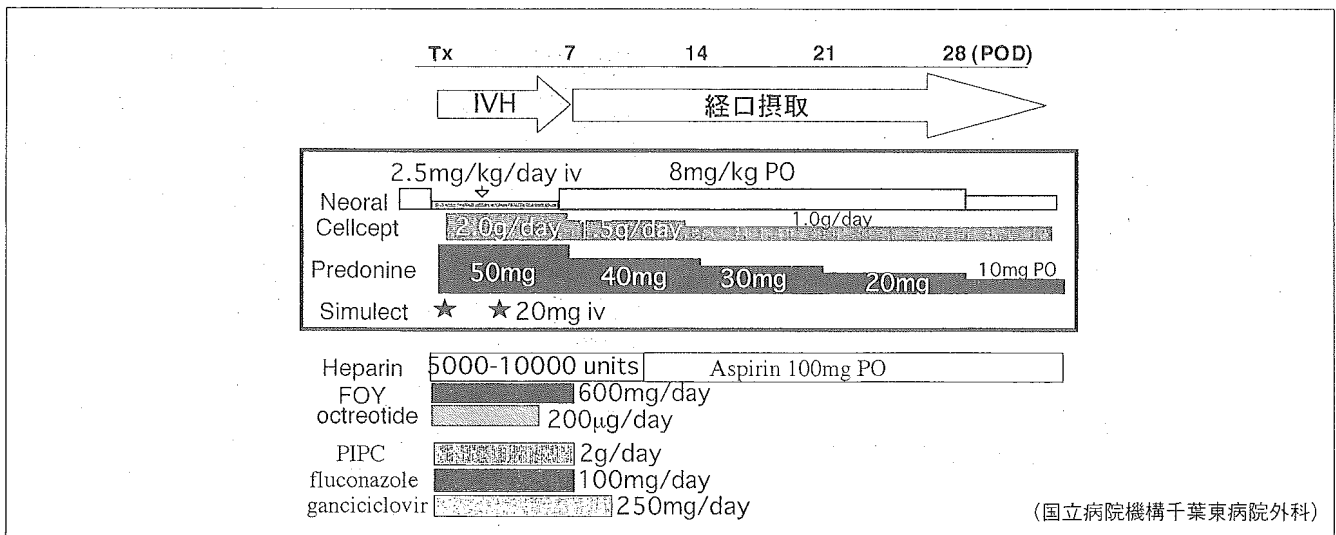 Tx 7 14 21 28 (POD)
IVH 経口摂取
2.5mg/kg/day iv 8mg/kg PO
Neoral
Cellcept 2.0g/day 1.5g/day 1.0g/day
Predonine 50mg 40mg 30mg 20mg 10mg PO
Simulect ★ ★ 20mg iv
Heparin 5000-10000 units Aspirin 100mg PO
FOY 600mg/day
octreotide 200µg/day
PIPC 2g/day
fluconazole 100mg/day
ganciciclovir 250mg/day
(国立病院機構千葉東病院外科)